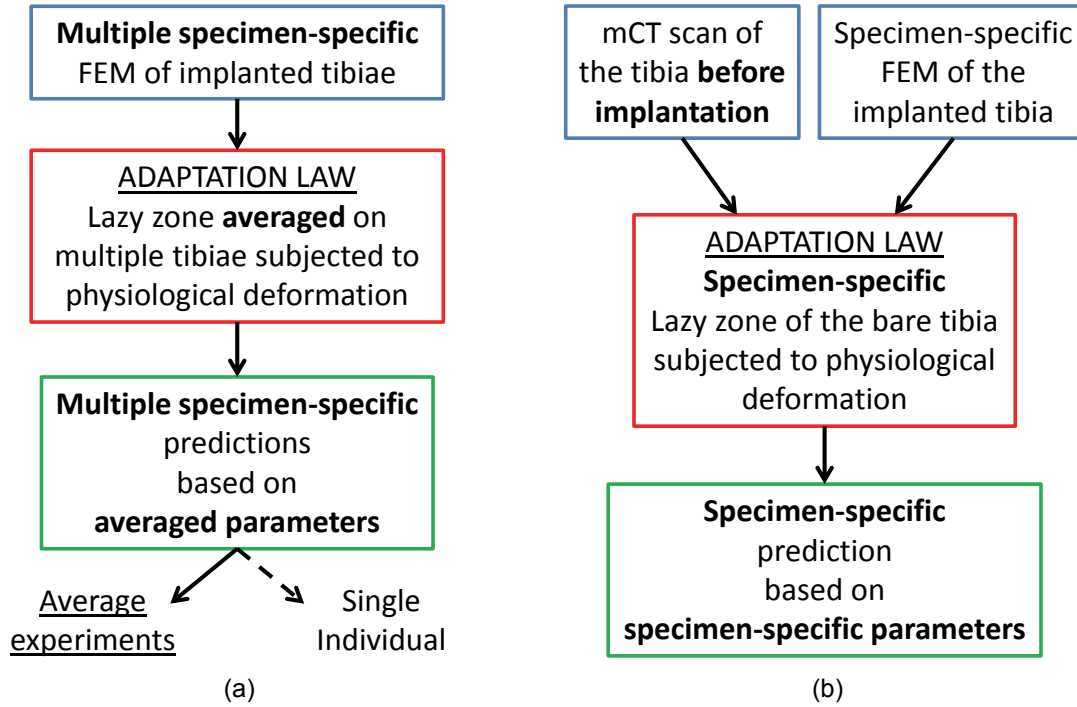 Multiple specimen-specific
FEM of implanted tibiae
ADAPTATION LAW
Lazy zone averaged on
multiple tibiae subjected to
physiological deformation
Multiple specimen-specific
predictions
based on
averaged parameters
Average
experiments
Single
Individual
(a)
mCT scan of
the tibia before
implantation
Specimen-specific
FEM of the
implanted tibia
ADAPTATION LAW
Specimen-specific
Lazy zone of the bare tibia
subjected to physiological
deformation
Specimen-specific
prediction
based on
specimen-specific parameters
(b)